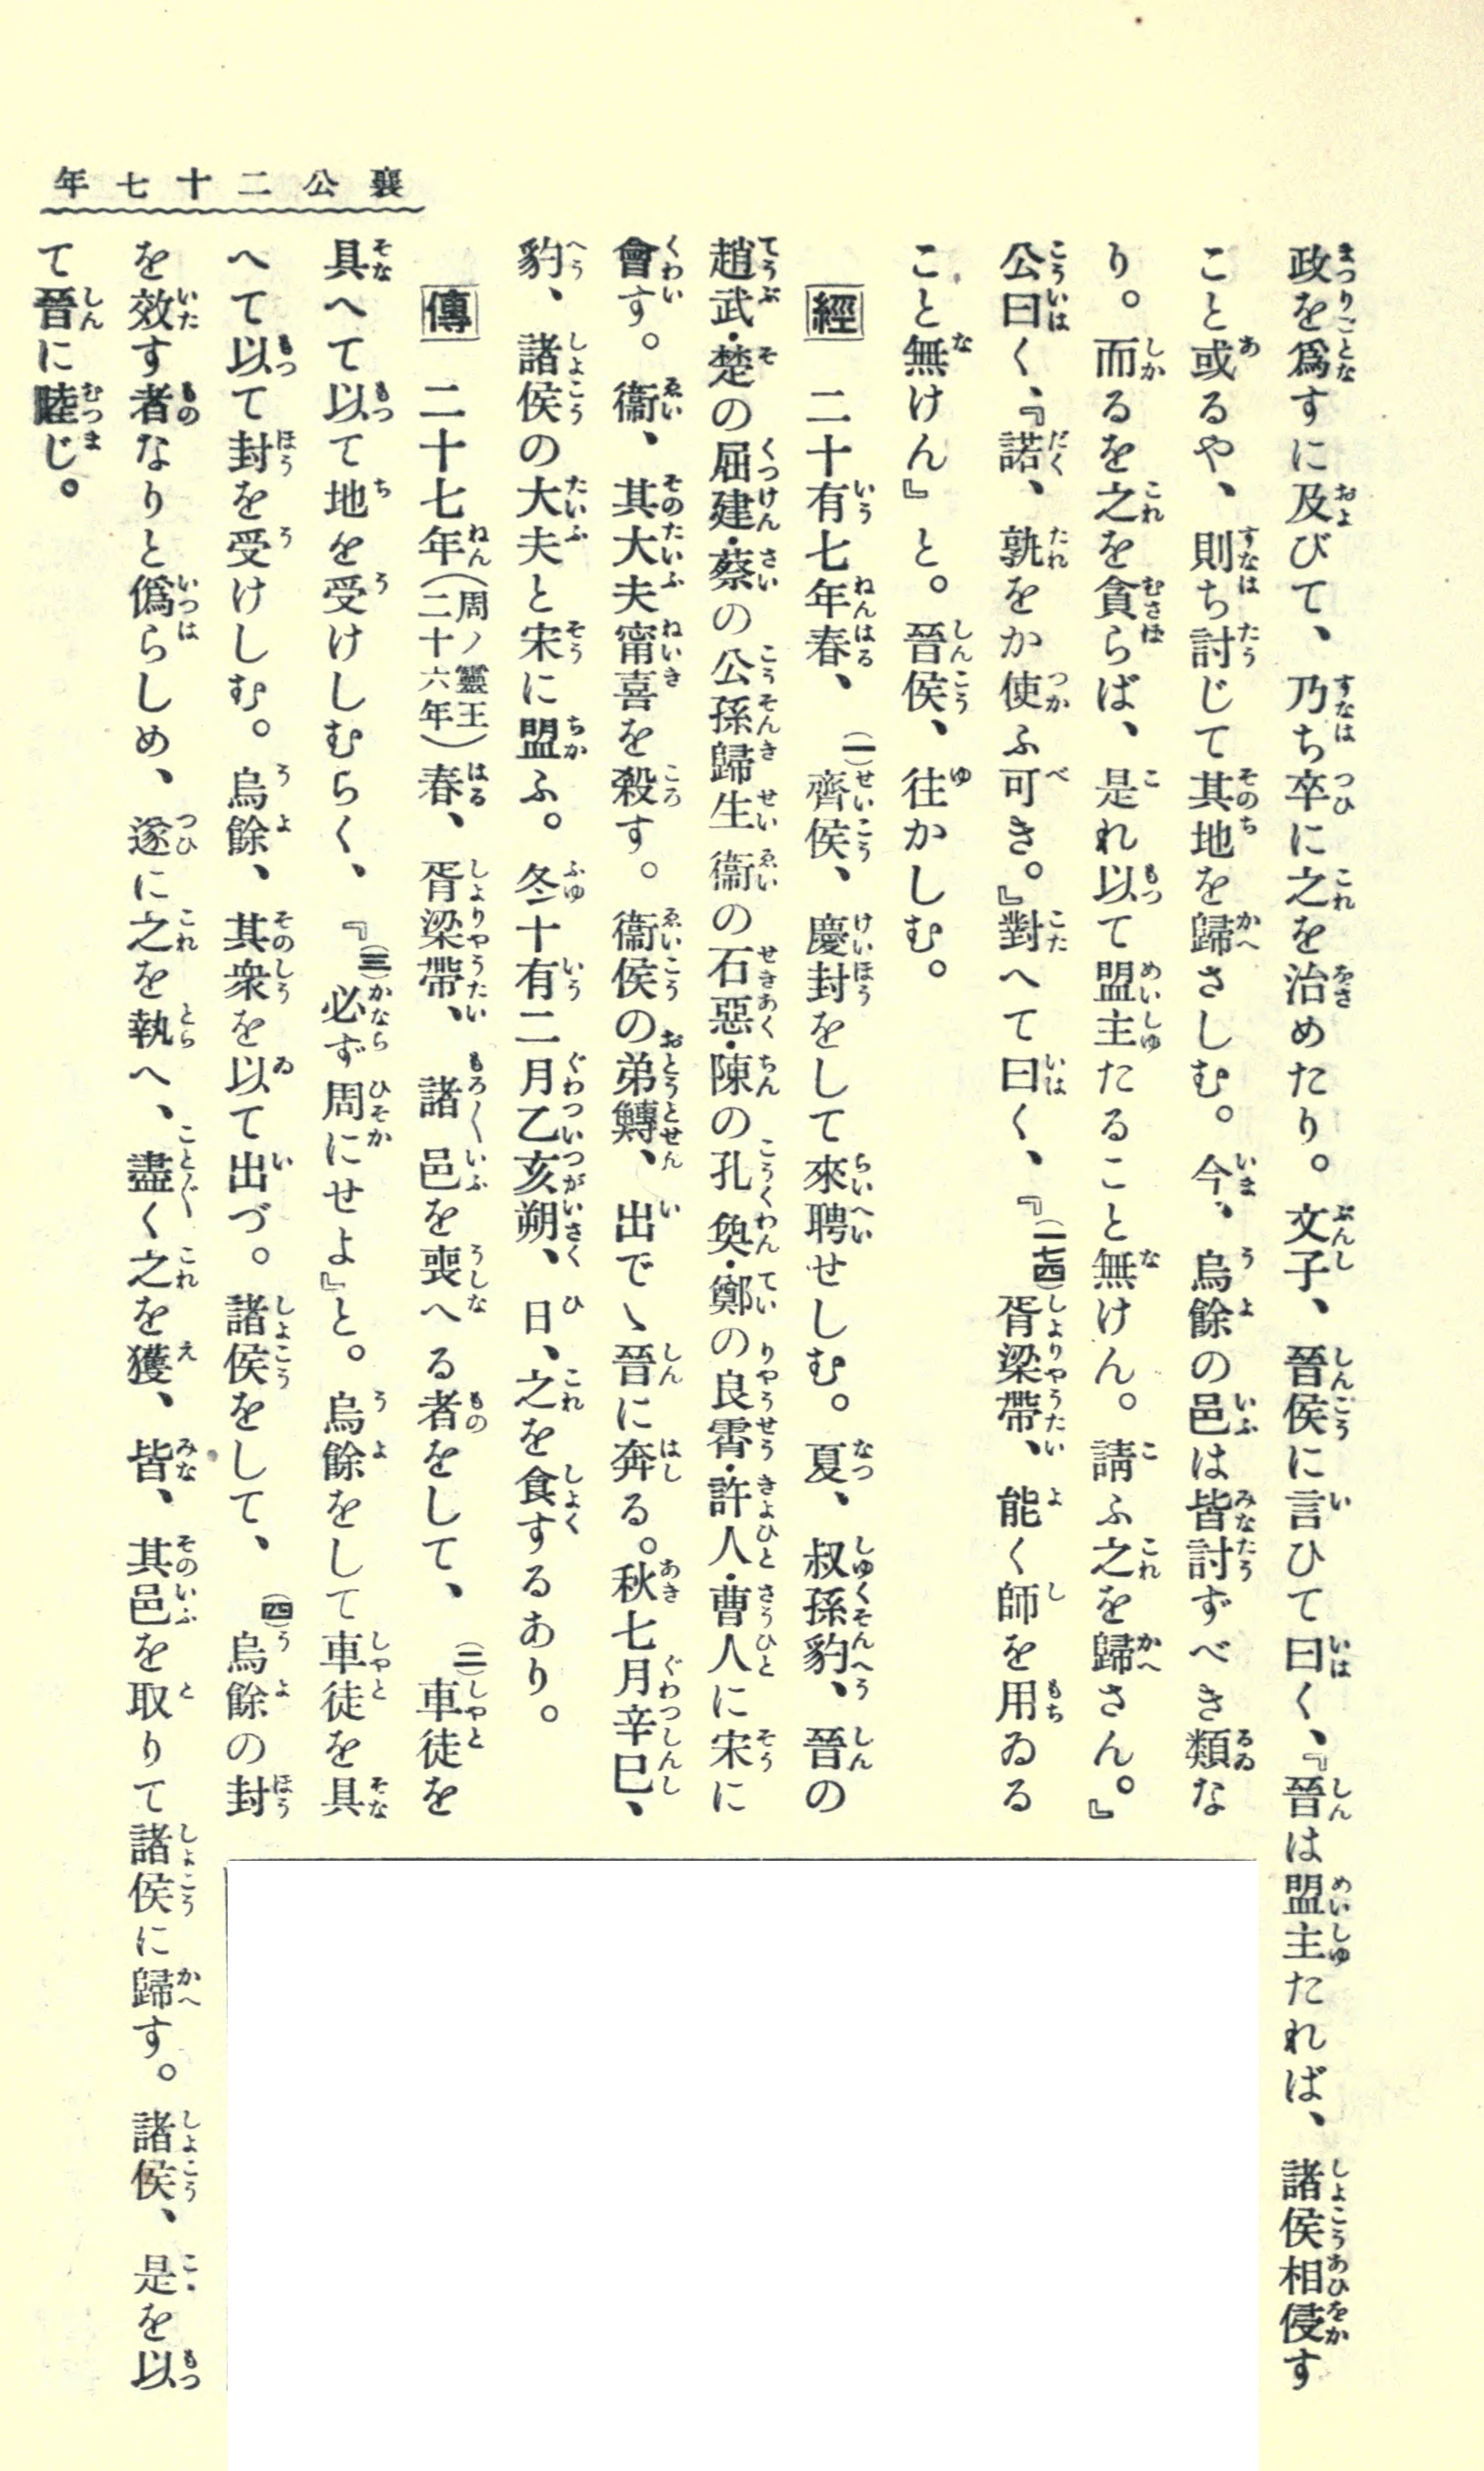 襄公二十七年
政を爲すに及びて、乃ち卒に之を治めたり。文子、晉侯に言ひて曰く、『晉は盟主たれば、諸侯相侵す
こと或るや、則ち討じて其地を歸さしむ。今、烏餘の邑は皆討ずべき類な
り。而るを之を貪らば、是れ以て盟主たること無けん。請ふ之を歸さん。』
公曰く、『諾、孰をか使ふ可き。』對へて曰く、『(一七四)胥梁帶、能く師を用ゐる
こと無けん』と。晉侯、往かしむ。
經 二十有七年春、(一)齊侯、慶封をして來聘せしむ。夏、叔孫豹、晉の
趙武・楚の屈建・蔡の公孫歸生 衞の石惡・陳の孔奐・鄭の良霄・許人・曹人に宋に
會す。衞、其大夫甯喜を殺す。衞侯の弟鱄、出でゝ晉に奔る。秋七月辛巳、
豹、諸侯の大夫と宋に盟ふ。冬十有二月乙亥朔、日、之を食するあり。
傳 二十七年(周ノ靈王二十六年)春、胥梁帶、諸邑を喪へる者をして、(二)車徒を
具へて以て地を受けしむらく、『(三)必ず周にせよ』と。烏餘をして車徒を具
へて以て封を受けしむ。烏餘、其衆を以て出づ。諸侯をして、(四)烏餘の封
を效す者なりと僞らしめ、遂に之を執へ、盡く之を獲、皆、其邑を取りて諸侯に歸す。諸侯、是を以
て晉に睦じ。